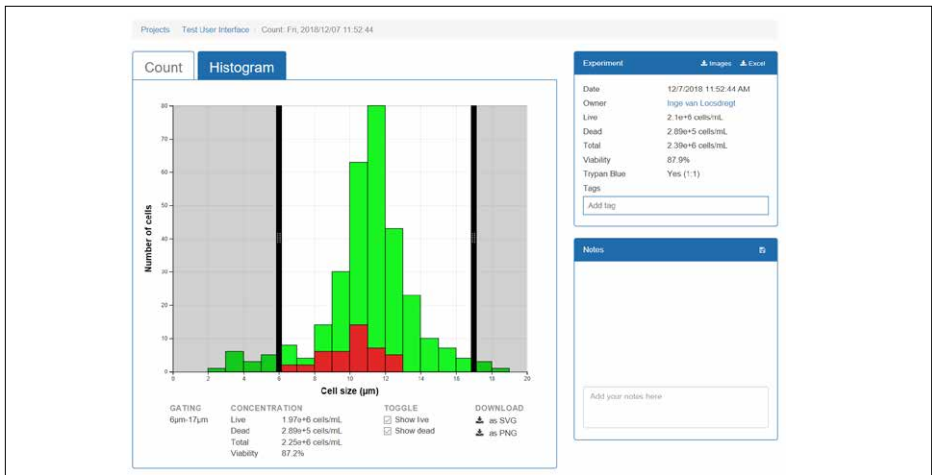 Projects Test User Interface Count: Fri, 2018/12/07 11:52:44
Count Histogram
Number of cells
80
70
60
50
40
30
20
10
0
0 2 4 6 8 10 12 14 16 18 20
Cell size (µm)
GATING
6µm-17µm
CONCENTRATION
Live 1.97e+6 cells/mL
Dead 2.89e+5 cells/mL
Total 2.25e+6 cells/mL
Viability 87.2%
TOGGLE
Show live
Show dead
DOWNLOAD
as SVG
as PNG
Experiment Images Excel
Date 12/7/2018 11:52:44 AM
Owner Inge van Locsdregt
Live 2.1e+6 cells/mL
Dead 2.89e+5 cells/mL
Total 2.39e+6 cells/mL
Viability 87.9%
Trypan Blue Yes (1:1)
Tags
Add tag
Notes
Add your notes here